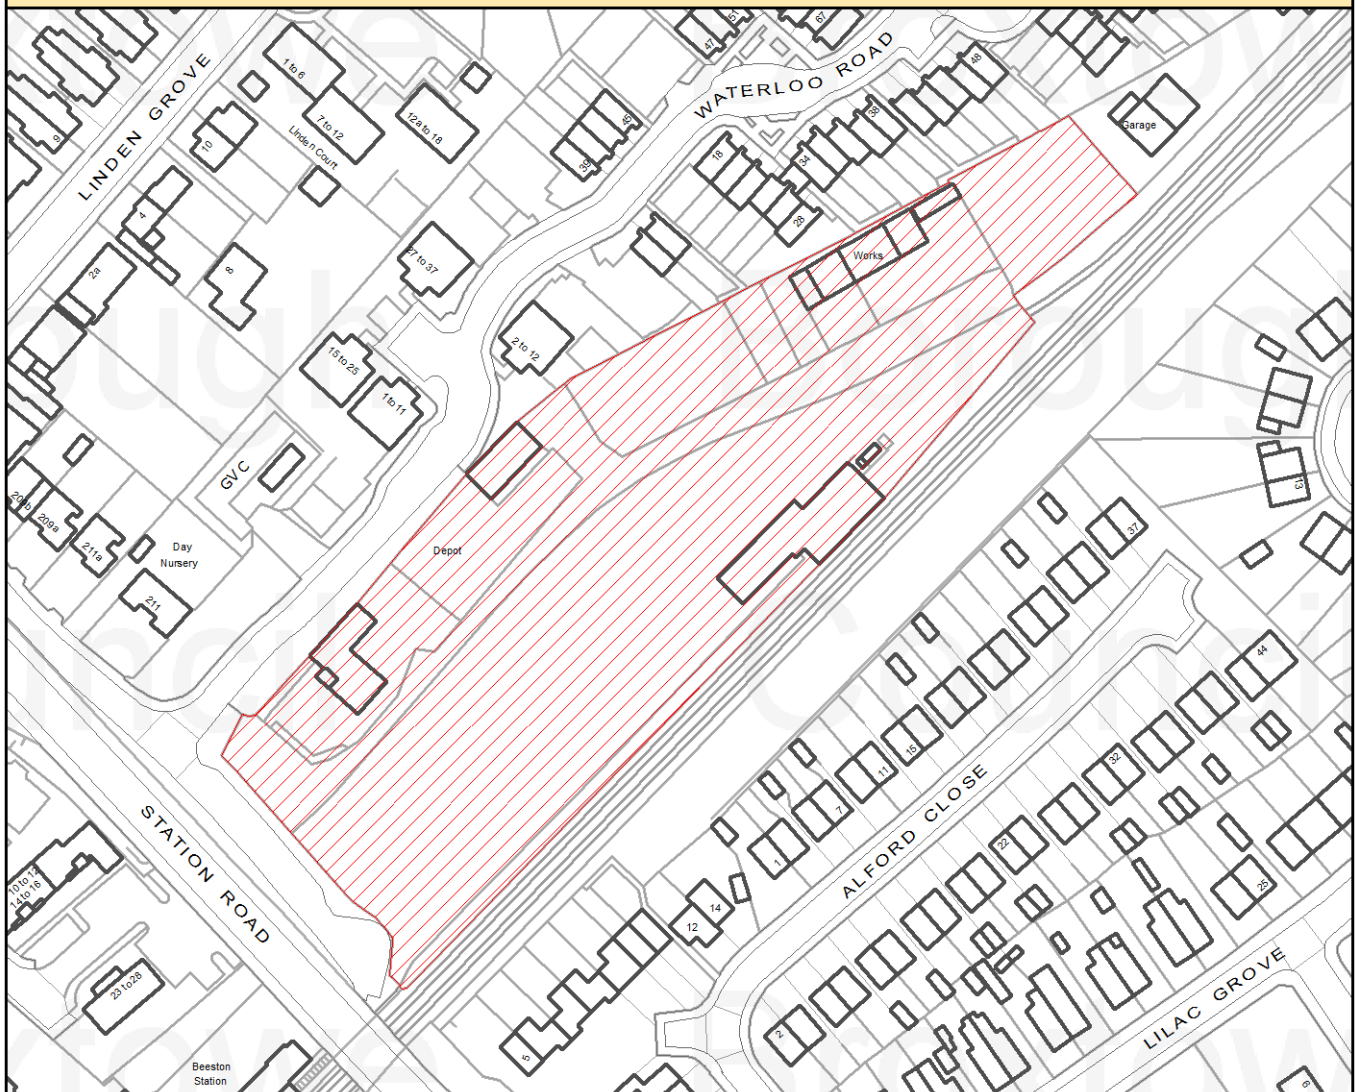 LINDEN GROVE
1 to 6
7 to 12
Linden Court
12a to 18
10
9
4
2a
8
27 to 37
15 to 25
1 to 11
2 to 12
39
45
47
51
67
WATERLOO ROAD
18
28
34
38
48
Garage
Works
GVC
209b
209a
211a
211
Day
Nursery
Depot
STATION ROAD
10 to 12
14 to 16
23 to 28
Beeston
Station
13
37
44
ALFORD CLOSE
1
7
11
15
12
14
5
2
22
32
25
LILAC GROVE
6
Council